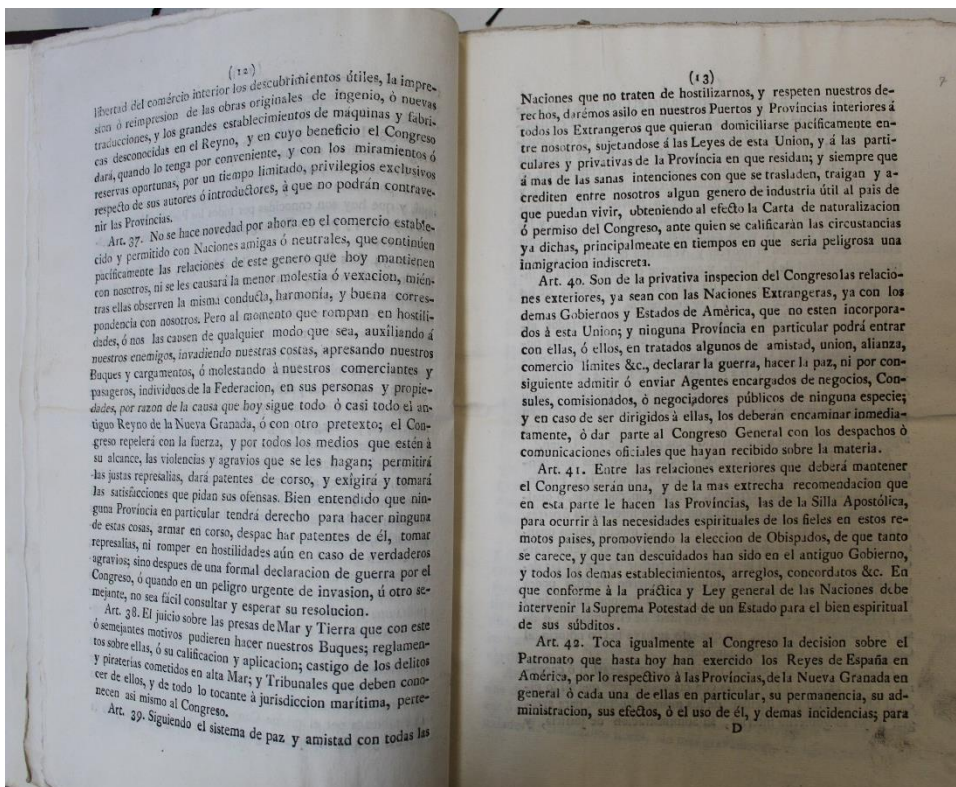 (12)
libertad del comércio interior los descubrimientos útiles, la impre-
sion ó reimpresion de las obras originales de ingenio, ò nuevas
traducciones, y los grandes establecimientos de máquinas y fabri-
cas desconocidas en el Reyno, y en cuyo beneficio el Congreso
dará, quando lo tenga por conveniente, y con los miramientos ó
reservas oportunas, por un tiempo limitado, privilegios exclusivos
respecto de sus autores ó introductores, à que no podrán contrave-
nir las Provincias.
Art. 37. No se hace novedad por ahora en el comercio estable-
cido y permitido con Naciones amigas ó neutrales, que continúen
pacíficamente las relaciones de este genero que hoy mantienen
con nosotros, ni se les causará la menor molestia ó vexacion, mién-
tras ellas observen la misma conducta, harmonía, y buena corres-
pondencia con nosotros. Pero al momento que rompan en hostili-
dades, ó nos las causen de qualquier modo que sea, auxiliando á
nuestros enemigos, invadiendo nuestras costas, apresando nuestros
Buques y cargamentos, ó molestando à nuestros comerciantes y
pasageros, individuos de la Federacion, en sus personas y propie-
dades, por razon de la causa que hoy sigue todo ò casi todo el an-
tiguo Reyno de la Nueva Granada, ó con otro pretexto; el Con-
greso repelerá con la fuerza, y por todos los medios que estén à
su alcance, las violencias y agravios que se les hagan; permitirá
las justas represalias, dará patentes de corso, y exigirá y tomará
las satisfacciones que pidan sus ofensas. Bien entendido que nin-
guna Provincia en particular tendrá derecho para hacer ninguna
de estas cosas, armar en corso, despac har patentes de él, tomar
represalias, ni romper en hostilidades aún en caso de verdaderos
agravios; sino despues de una formal declaracion de guerra por el
Congreso, ó quando en un peligro urgente de invasion, ú otro se-
mejante, no sea fácil consultar y esperar su resolucion.
Art. 38. El juicio sobre las presas de Mar y Tierra que con este
ó semejantes motivos pudieren hacer nuestros Buques; reglamen-
tos sobre ellas, ó su calificacion y aplicacion; castigo de los delitos
y piraterías cometidos en alta Mar; y Tribunales que deben cono-
cer de ellos, y de todo lo tocante à jurisdiccion marítima, perte-
necen asi mismo al Congreso.
Art. 39. Siguiendo el sistema de paz y amistad con todas las
(13)
Naciones que no traten de hostilizarnos, y respeten nuestros de-
rechos, darémos asilo en nuestros Puertos y Províncias interiores á
todos los Extrangeros que quieran domiciliarse pacíficamente en-
tre nosotros, sujetandose á las Leyes de esta Union, y á las parti-
culares y privativas de la Província en que residan; y siempre que
á mas de las sanas intenciones con que se trasladen, traigan y a-
crediten entre nosotros algun genero de industria útil al pais de
que puedan vivir, ubteniendo al efecto la Carta de naturalizacion
ó permiso del Congreso, ante quien se calificarán las circustancias
ya dichas, principalmente en tiempos en que seria peligrosa una
inmigracion indiscreta.
Art. 40. Son de la privativa inspecion del Congreso las relacio-
nes exteriores, ya sean con las Naciones Extrangeras, ya con los
demas Gobiernos y Estados de Amêrica, que no esten incorpora-
dos à esta Union; y ninguna Província en particular podrá entrar
con ellas, ó ellos, en tratados algunos de amistad, union, alianza,
comercio límites &c., declarar la guerra, hacer la paz, ni por con-
siguiente admitir ó enviar Agentes encargados de negocios, Con-
sules, comisionados, ò negociadores públicos de ninguna especie;
y en caso de ser dirigidos à ellas, los deberan encaminar inmedia-
tamente, ò dar parte al Congreso General con los despachos ò
comunicaciones oficiales que hayan recibido sobre la materia.
Art. 41. Entre las relaciones exteriores que deberá mantener
el Congreso serán una, y de la mas extrecha recomendacion que
en esta parte le hacen las Províncias, las de la Silla Apostólica,
para ocurrir à las necesidades espirituales de los fieles en estos re-
motos paises, promoviendo la eleccion de Obispados, de que tanto
se carece, y que tan descuidados han sido en el antiguo Gobierno,
y todos los demas establecimientos, arreglos, concordatos &c. En
que conforme à la práctica y Ley general de las Naciones debe
intervenir la Suprema Potestad de un Estado para el bien espiritual
de sus súbditos.
Art. 42. Toca igualmente al Congreso la decision sobre el
Patronato que hasta hoy han exercido los Reyes de España en
América, por lo respectivo à las Províncias, de la Nueva Granada en
general ó cada una de ellas en particular, su permanencia, su ad-
ministracion, sus efectos, ò el uso de él, y demas incidencias; para
D